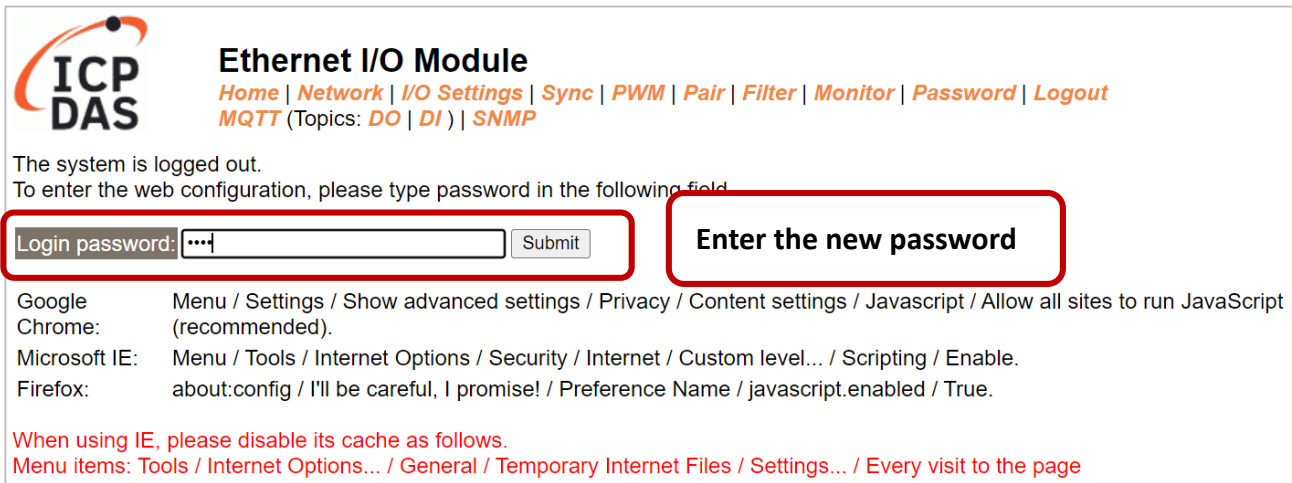 ICP
DAS
Ethernet I/O Module
Home | Network | I/O Settings | Sync | PWM | Pair | Filter | Monitor | Password | Logout
MQTT (Topics: DO | DI ) | SNMP
The system is logged out.
To enter the web configuration, please type password in the following field
Login password: •••• Submit
Enter the new password
Google Menu / Settings / Show advanced settings / Privacy / Content settings / Javascript / Allow all sites to run JavaScript
Chrome: (recommended).
Microsoft IE: Menu / Tools / Internet Options / Security / Internet / Custom level... / Scripting / Enable.
Firefox: about:config / I'll be careful, I promise! / Preference Name / javascript.enabled / True.
When using IE, please disable its cache as follows.
Menu items: Tools / Internet Options... / General / Temporary Internet Files / Settings... / Every visit to the page